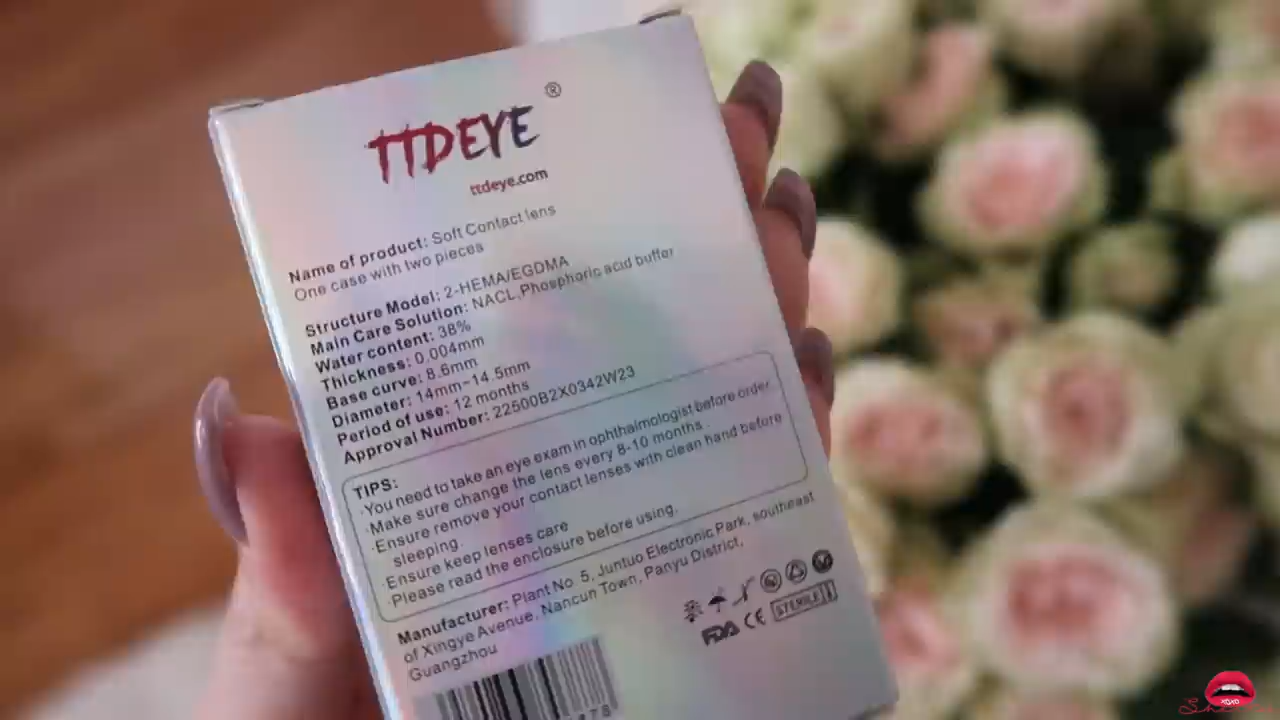 TTDEYE®
ttdeye.com
Name of product: Soft Contact lens
One case with two pieces
Structure Model: 2-HEMA/EGDMA
Main Care Solution: NACL,Phosphoric acid buffer
Water content: 38%
Thickness: 0.004mm
Base curve: 8.6mm
Diameter: 14mm-14.5mm
Period of use: 12 months
Approval Number: 22500B2X0342W23
TIPS:
·You need to take an eye exam in ophthalmologist before order
·Make sure change the lens every 8-10 months .
·Ensure remove your contact lenses with clean hand before
sleeping.
·Ensure keep lenses care
·Please read the enclosure before using.
Manufacturer: Plant No. 5, Juntuo Electronic Park, southeast
of Xingye Avenue, Nancun Town, Panyu District,
Guangzhou
FDA CE STERILE
XOXO